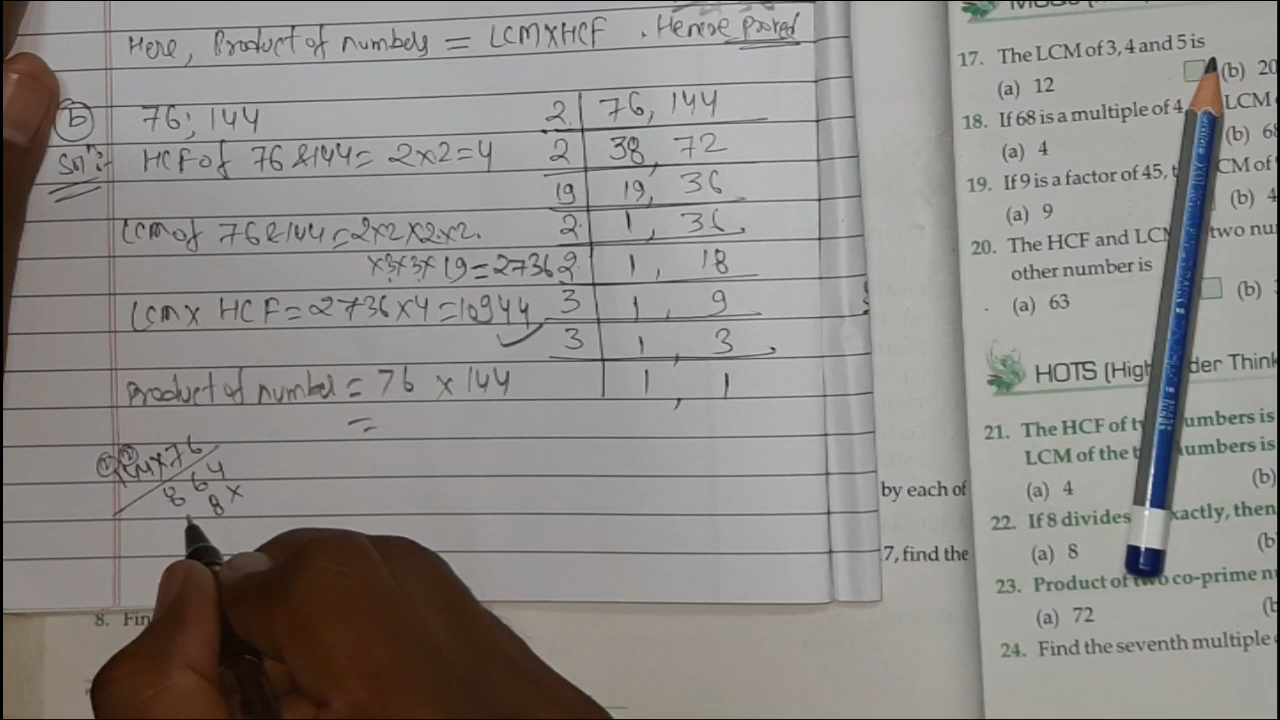 Here, Product of numbers = LCM×HCF . Hence proved
(b) 76, 144
Solⁿ: HCF of 76 & 144 = 2×2=4
LCM of 76 & 144 = 2×2×2×2
×3×3×19 = 2736
LCM × HCF = 2736×4 = 10944
Product of number = 76 × 144
=
144×76
864
8×
2 | 76, 144
2 | 38, 72
19 | 19, 36
2 | 1, 36
2 | 1, 18
3 | 1, 9
3 | 1, 3
1, 1
8. Fin
by each of
7, find the
17. The LCM of 3, 4 and 5 is
(a) 12 (b) 20
18. If 68 is a multiple of 4 LCM
(a) 4 (b)
19. If 9 is a factor of 45, CM of
(a) 9 (b) 4
20. The HCF and LCM two
other number is
(a) 63 (b)
HOTS (High der Think
21. The HCF of umbers is
LCM of the umbers is
(a) 4 (b)
22. If 8 divides exactly, then
(a) 8 (b
23. Product of two co-prime
(a) 72 (b
24. Find the seventh multiple